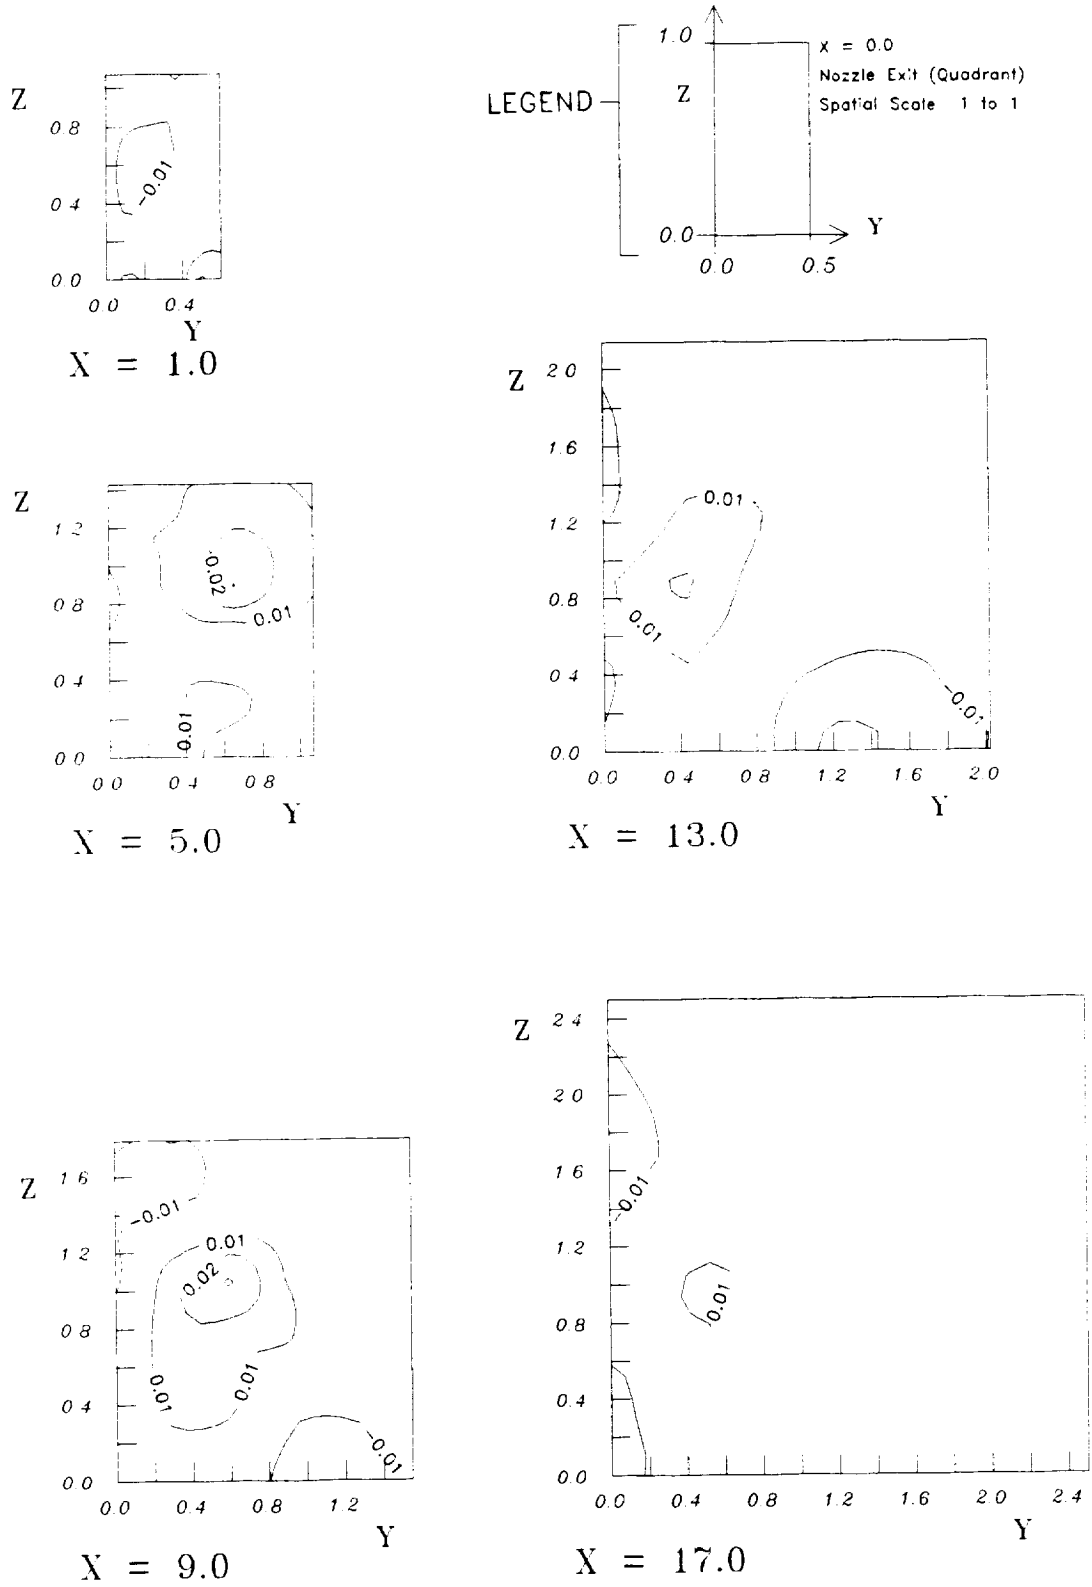 Z
0.8
0.4
0.0
0.0 0.4
Y
-0.01
X = 1.0
LEGEND
1.0
Z
0.0
0.0 0.5
Y
X = 0.0
Nozzle Exit (Quadrant)
Spatial Scale 1 to 1
Z
1.2
0.8
0.4
0.0
0.0 0.4 0.8
Y
0.02
0.01
0.01
X = 5.0
Z
2.0
1.6
1.2
0.8
0.4
0.0
0.0 0.4 0.8 1.2 1.6 2.0
Y
0.01
0.01
-0.01
X = 13.0
Z
1.6
1.2
0.8
0.4
0.0
0.0 0.4 0.8 1.2
Y
-0.01
0.01
0.02
0.01
0.01
-0.01
X = 9.0
Z
2.4
2.0
1.6
1.2
0.8
0.4
0.0
0.0 0.4 0.8 1.2 1.6 2.0 2.4
Y
-0.01
0.01
X = 17.0